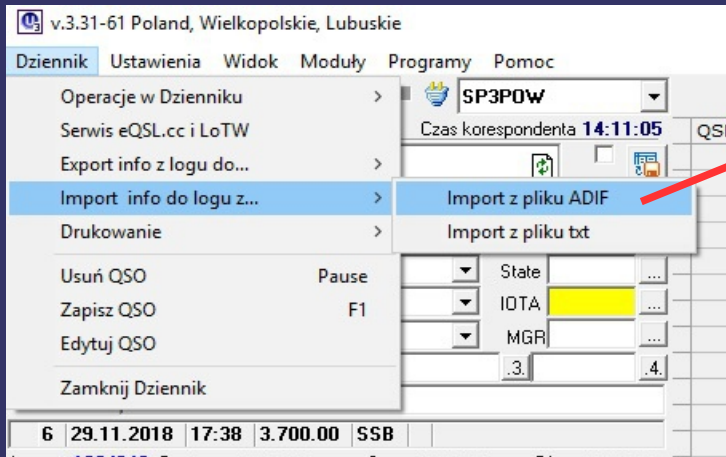 v.3.31-61 Poland, Wielkopolskie, Lubuskie
Dziennik Ustawienia Widok Moduły Programy Pomoc
SP3POW
Operacje w Dzienniku >
Serwis eQSL.cc i LoTW
Czas korespondenta 14:11:05
Export info z logu do... >
Import info do logu z... >
Import z pliku ADIF
Drukowanie >
Import z pliku txt
Usuń QSO Pause
State ...
Zapisz QSO F1
IOTA ...
Edytuj QSO
MGR ...
.3. .4.
Zamknij Dziennik
6 29.11.2018 17:38 3.700.00 SSB